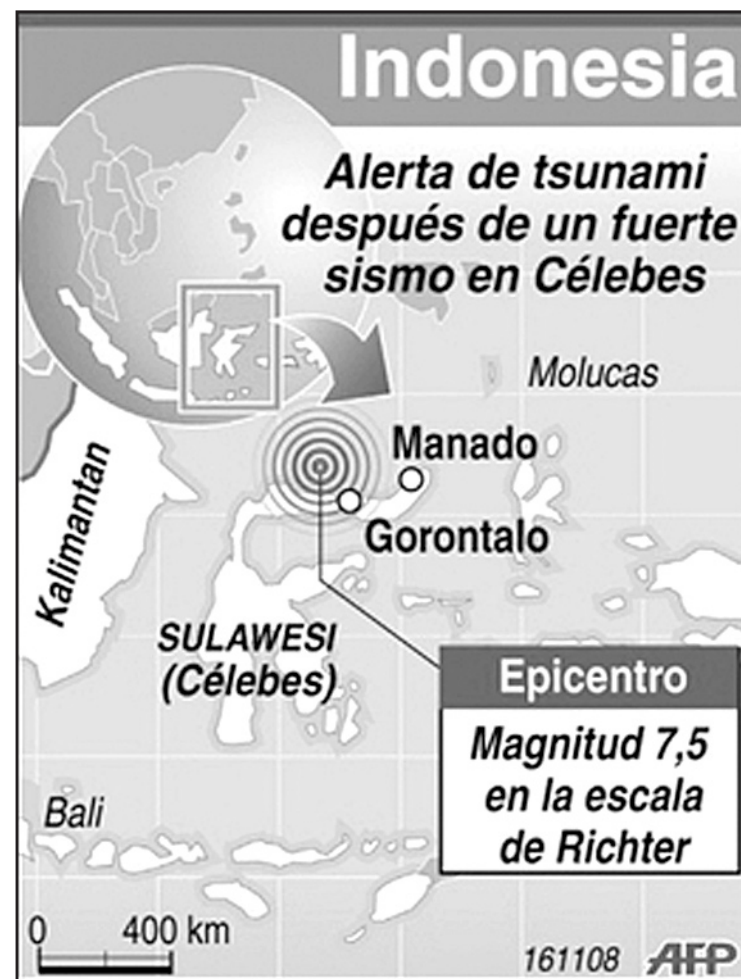 Indonesia
Alerta de tsunami
después de un fuerte
sismo en Célebes
Molucas
Manado
Gorontalo
Kalimantan
SULAWESI
(Célebes)
Epicentro
Magnitud 7,5
en la escala
de Richter
Bali
0 400 km
161108 AFP